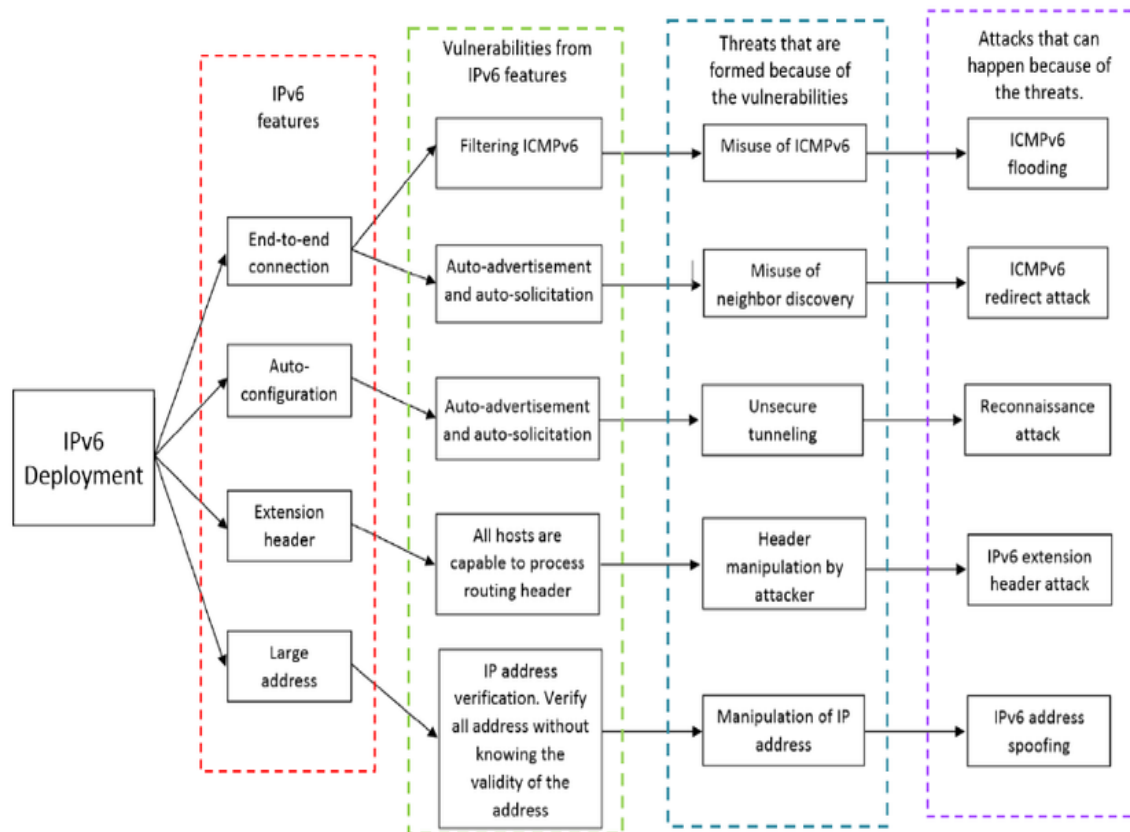 IPv6
Deployment
IPv6
features
End-to-end
connection
Auto-
configuration
Extension
header
Large
address
Vulnerabilities from
IPv6 features
Filtering ICMPv6
Auto-advertisement
and auto-solicitation
Auto-advertisement
and auto-solicitation
All hosts are
capable to process
routing header
IP address
verification. Verify
all address without
knowing the
validity of the
address
Threats that are
formed because of
the vulnerabilities
Misuse of ICMPv6
Misuse of
neighbor discovery
Unsecure
tunneling
Header
manipulation by
attacker
Manipulation of IP
address
Attacks that can
happen because of
the threats.
ICMPv6
flooding
ICMPv6
redirect attack
Reconnaissance
attack
IPv6 extension
header attack
IPv6 address
spoofing